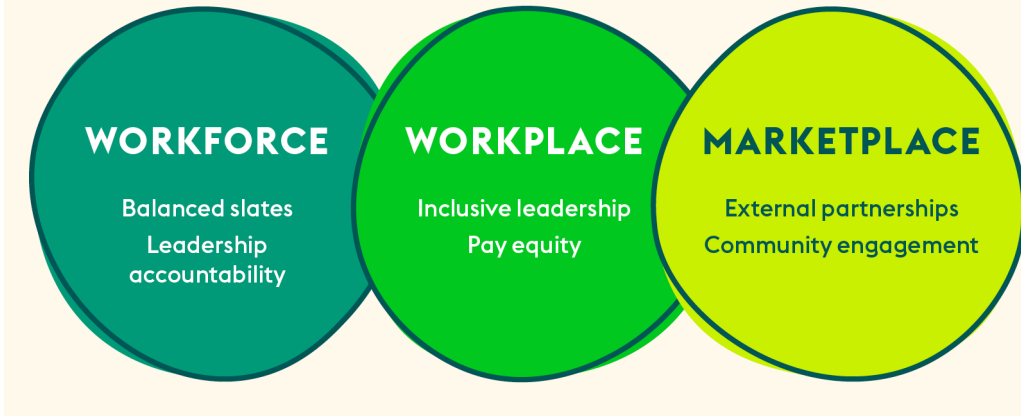 WORKFORCE
Balanced slates
Leadership
accountability
WORKPLACE
Inclusive leadership
Pay equity
MARKETPLACE
External partnerships
Community engagement